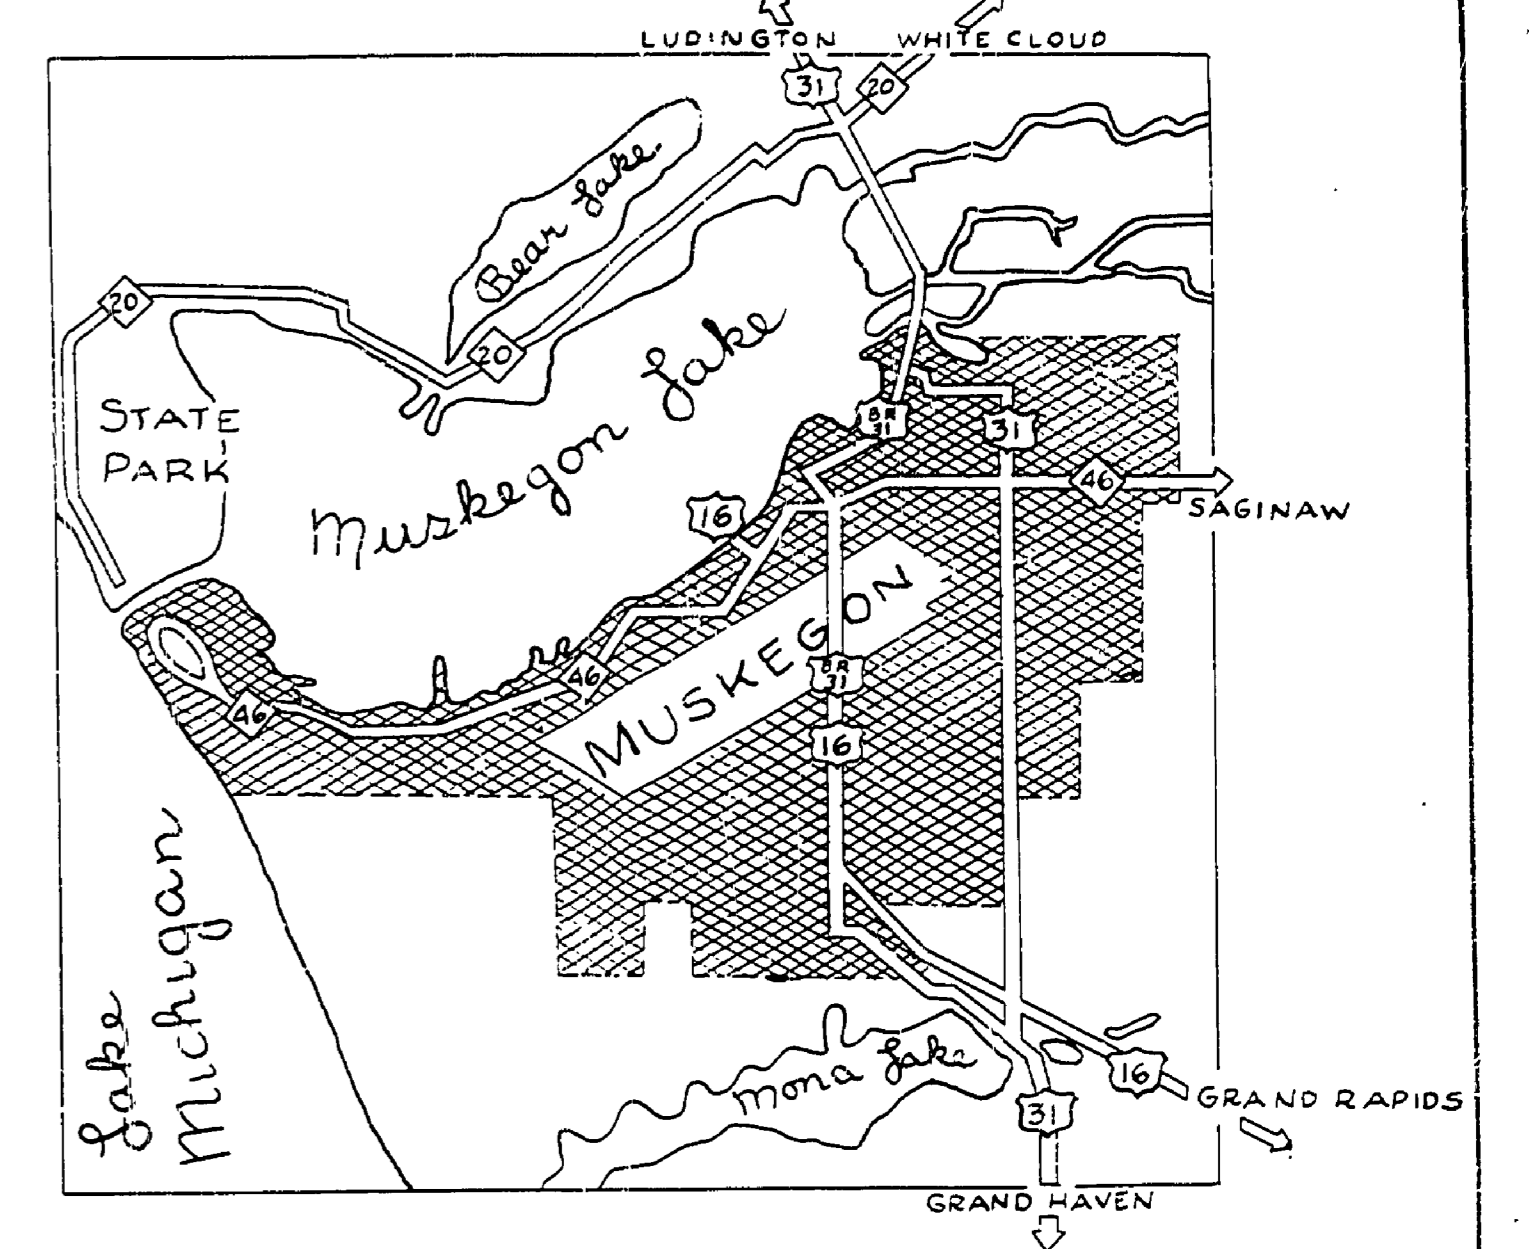 LUDINGTON WHITE CLOUD
31 20
Bear Lake
20
20
STATE
PARK
Muskegon Lake
BR
31
31
46
SAGINAW
16
MUSKEGON
46
BR
31
46
16
Lake
Michigan
Mona Lake
16
GRAND RAPIDS
31
GRAND HAVEN